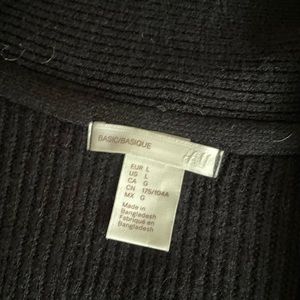 BASIC/BASIQUE
EUR L
US L
CA G
CN 175/104A
MX G
Made in
Bangladesh
Fabriqué en
Bangladesh